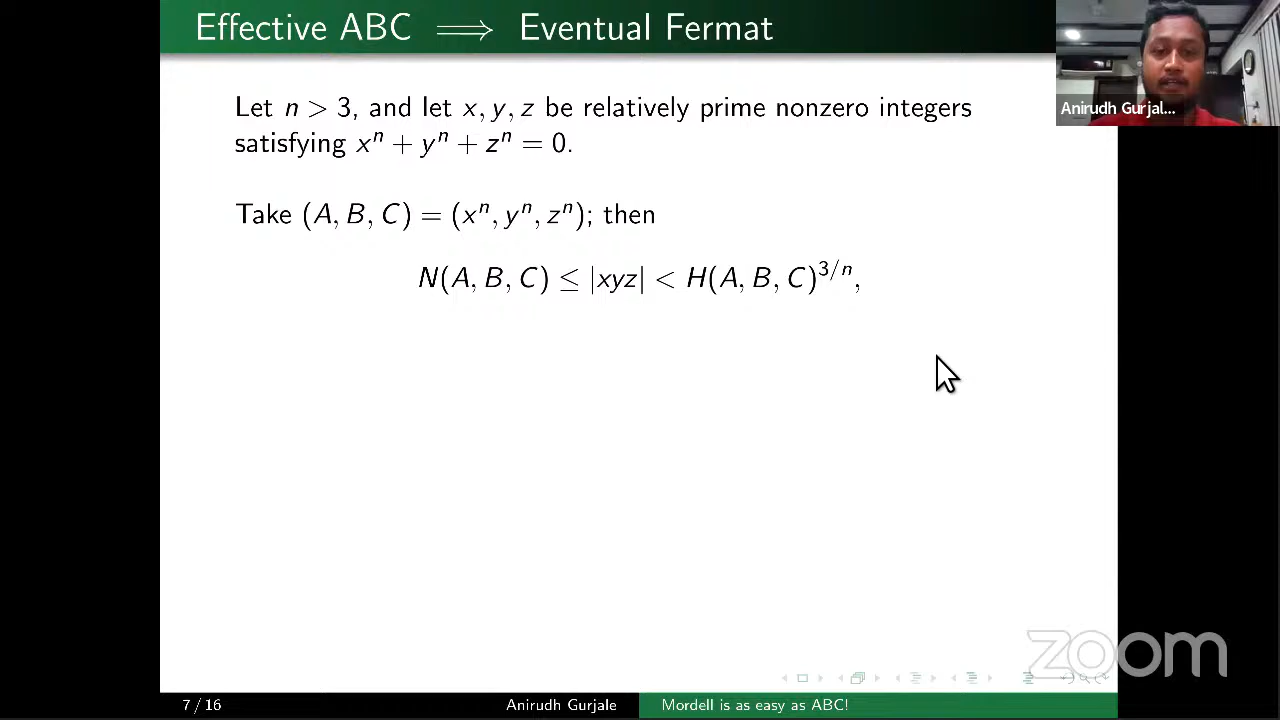 Effective ABC ⟹ Eventual Fermat
Let n > 3, and let x, y, z be relatively prime nonzero integers
satisfying xⁿ + yⁿ + zⁿ = 0.
Take (A, B, C) = (xⁿ, yⁿ, zⁿ); then
N(A, B, C) ≤ |xyz| < H(A, B, C)^{3/n},
Anirudh Gurjal...
zoom
7 / 16
Anirudh Gurjale
Mordell is as easy as ABC!